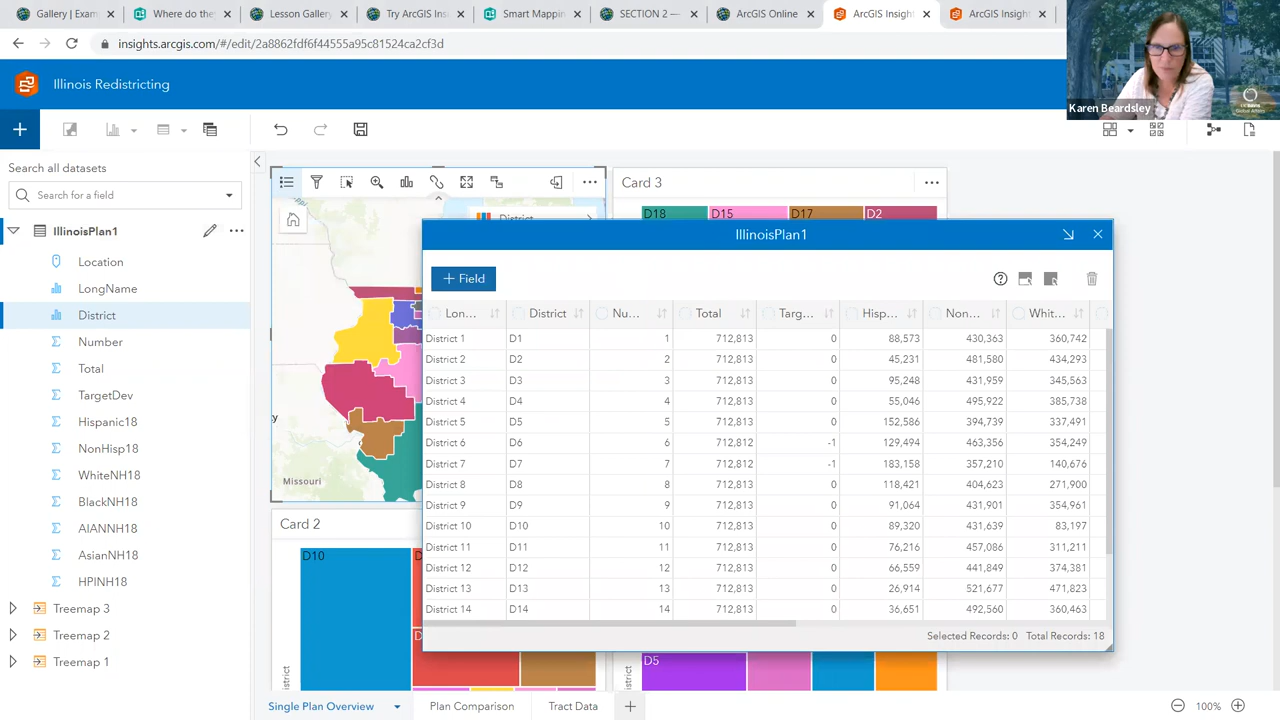 Gallery | Exam
Where do the
Lesson Gallery
Try ArcGIS Ins
Smart Mappin
SECTION 2 —
ArcGIS Online
ArcGIS Insigh
ArcGIS Insigh
insights.arcgis.com/#/edit/2a8862fdf6f44555a95c81524ca2cf3d
Karen Beardsley
Illinois Redistricting
Search all datasets
Search for a field
IllinoisPlan1
Location
LongName
District
Number
Total
TargetDev
Hispanic18
NonHisp18
WhiteNH18
BlackNH18
AIANNH18
AsianNH18
HPINH18
Treemap 3
Treemap 2
Treemap 1
District
Missouri
Card 3
D18 D15 D17 D2
IllinoisPlan1
+ Field
Lon... District Nu... Total Targ... Hisp... Non... Whit...
District 1 D1 1 712,813 0 88,573 430,363 360,742
District 2 D2 2 712,813 0 45,231 481,580 434,293
District 3 D3 3 712,813 0 95,248 431,959 345,563
District 4 D4 4 712,813 0 55,046 495,922 385,738
District 5 D5 5 712,813 0 152,586 394,739 337,491
District 6 D6 6 712,812 -1 129,494 463,356 354,249
District 7 D7 7 712,812 -1 183,158 357,210 140,676
District 8 D8 8 712,813 0 118,421 404,623 271,900
District 9 D9 9 712,813 0 91,064 431,901 354,961
District 10 D10 10 712,813 0 89,320 431,639 83,197
District 11 D11 11 712,813 0 76,216 457,086 311,211
District 12 D12 12 712,813 0 66,559 441,849 374,381
District 13 D13 13 712,813 0 26,914 521,677 471,823
District 14 D14 14 712,813 0 36,651 492,560 360,463
Selected Records: 0 Total Records: 18
Card 2
D10
District
District
D5
Single Plan Overview
Plan Comparison
Tract Data
100%